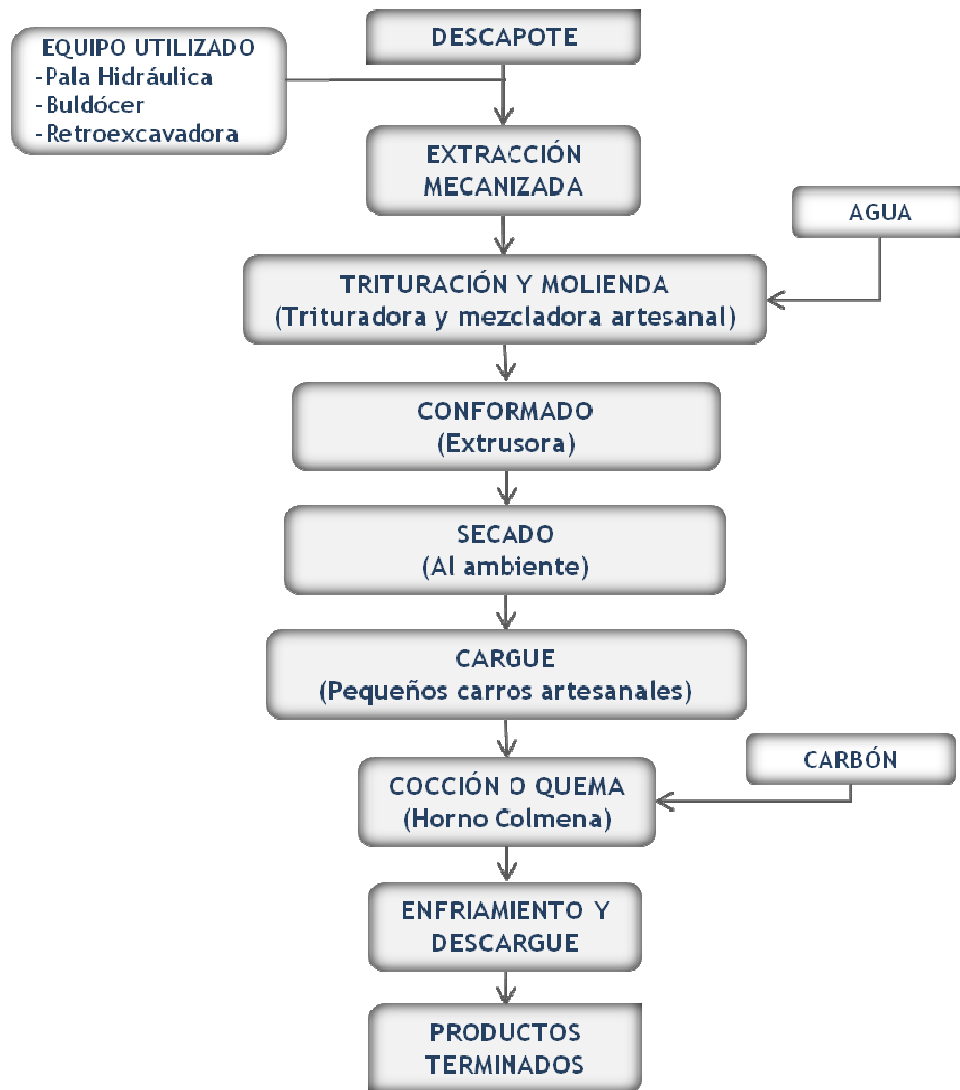 DESCAPOTE
EQUIPO UTILIZADO
-Pala Hidráulica
-Buldócer
-Retroexcavadora
EXTRACCIÓN
MECANIZADA
AGUA
TRITURACIÓN Y MOLIENDA
(Trituradora y mezcladora artesanal)
CONFORMADO
(Extrusora)
SECADO
(Al ambiente)
CARGUE
(Pequeños carros artesanales)
CARBÓN
COCCIÓN O QUEMA
(Horno Colmena)
ENFRIAMIENTO Y
DESCARGUE
PRODUCTOS
TERMINADOS